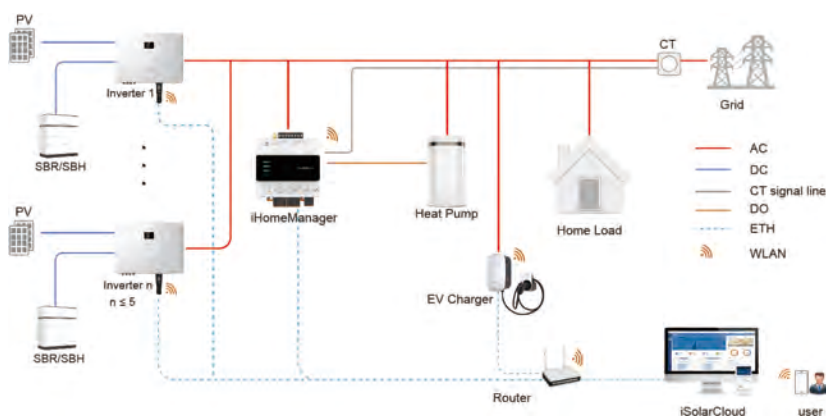 PV
CT
Inverter 1
Grid
SBR/SBH
AC
DC
CT signal line
DO
ETH
WLAN
iHomeManager
Heat Pump
Home Load
PV
Inverter n
n ≤ 5
EV Charger
SBR/SBH
Router
iSolarCloud
user